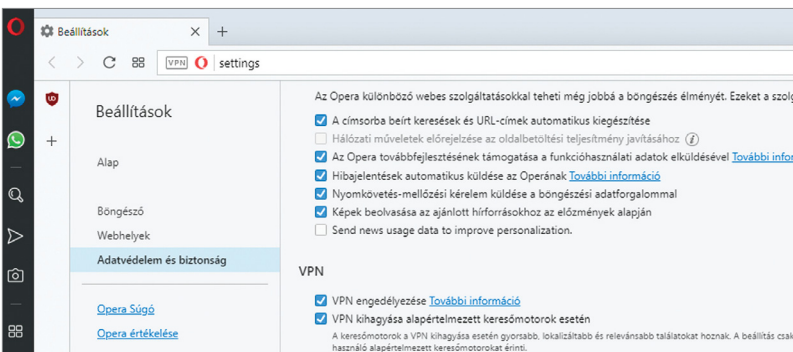 Beállítások
VPN settings
Beállítások
Alap
Böngésző
Webhelyek
Adatvédelem és biztonság
Opera Súgó
Opera értékelése
Az Opera különböző webes szolgáltatásokkal teheti még jobbá a böngészés élményét. Ezeket a
A címsorba beírt keresések és URL-címek automatikus kiegészítése
Hálózati műveletek előrejelzése az oldalbetöltési teljesítmény javításához
Az Opera továbbfejlesztésének támogatása a funkcióhasználati adatok elküldésével További
Hibajelentések automatikus küldése az Operának További információ
Nyomkövetés-mellőzési kérelem küldése a böngészési adatforgalommal
Képek beolvasása az ajánlott hírforrásokhoz az előzmények alapján
Send news usage data to improve personalization.
VPN
VPN engedélyezése További információ
VPN kihagyása alapértelmezett keresőmotorok esetén
A keresőmotorok a VPN kihagyása esetén gyorsabb, lokalizáltabb és relevánsabb találatokat hoznak. A beállítás csak
használó alapértelmezett keresőmotorokat érinti.